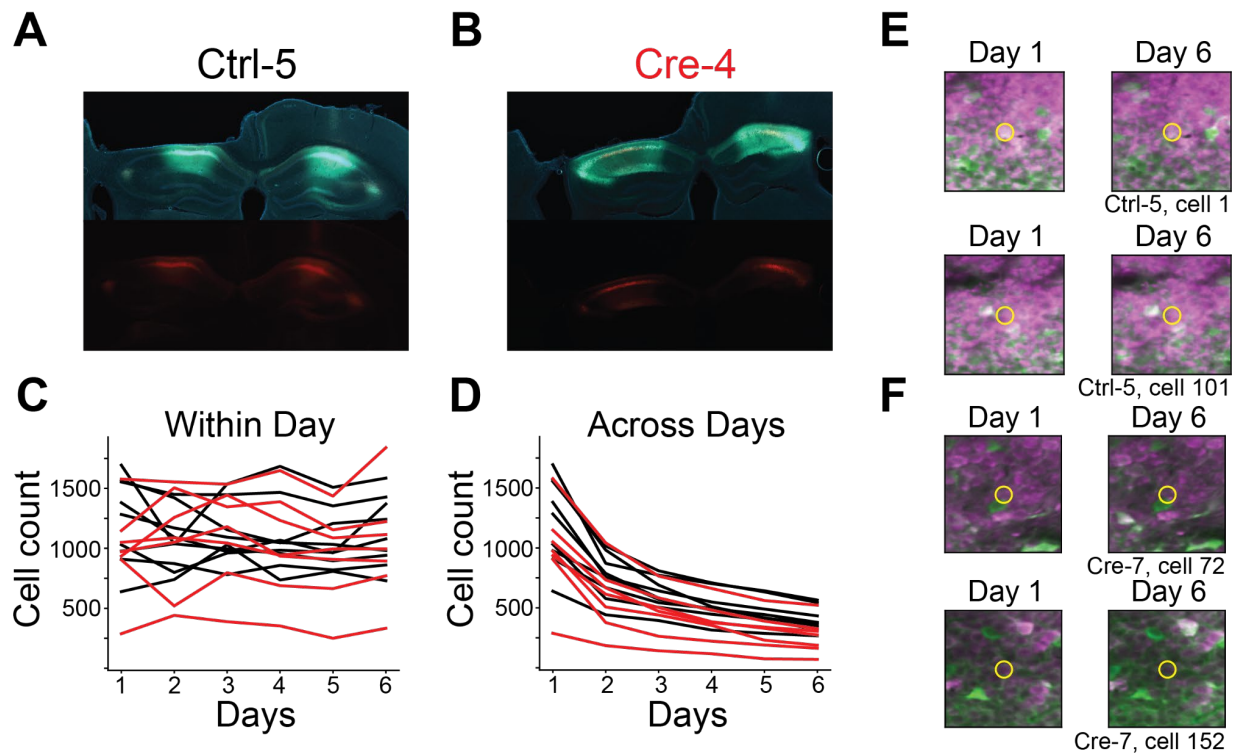 A
Ctrl-5
B
Cre-4
C
Within Day
Cell count
1500
1000
500
1 2 3 4 5 6
Days
D
Across Days
Cell count
1500
1000
500
1 2 3 4 5 6
Days
E
Day 1 Day 6
Ctrl-5, cell 1
Day 1 Day 6
Ctrl-5, cell 101
F
Day 1 Day 6
Cre-7, cell 72
Day 1 Day 6
Cre-7, cell 152